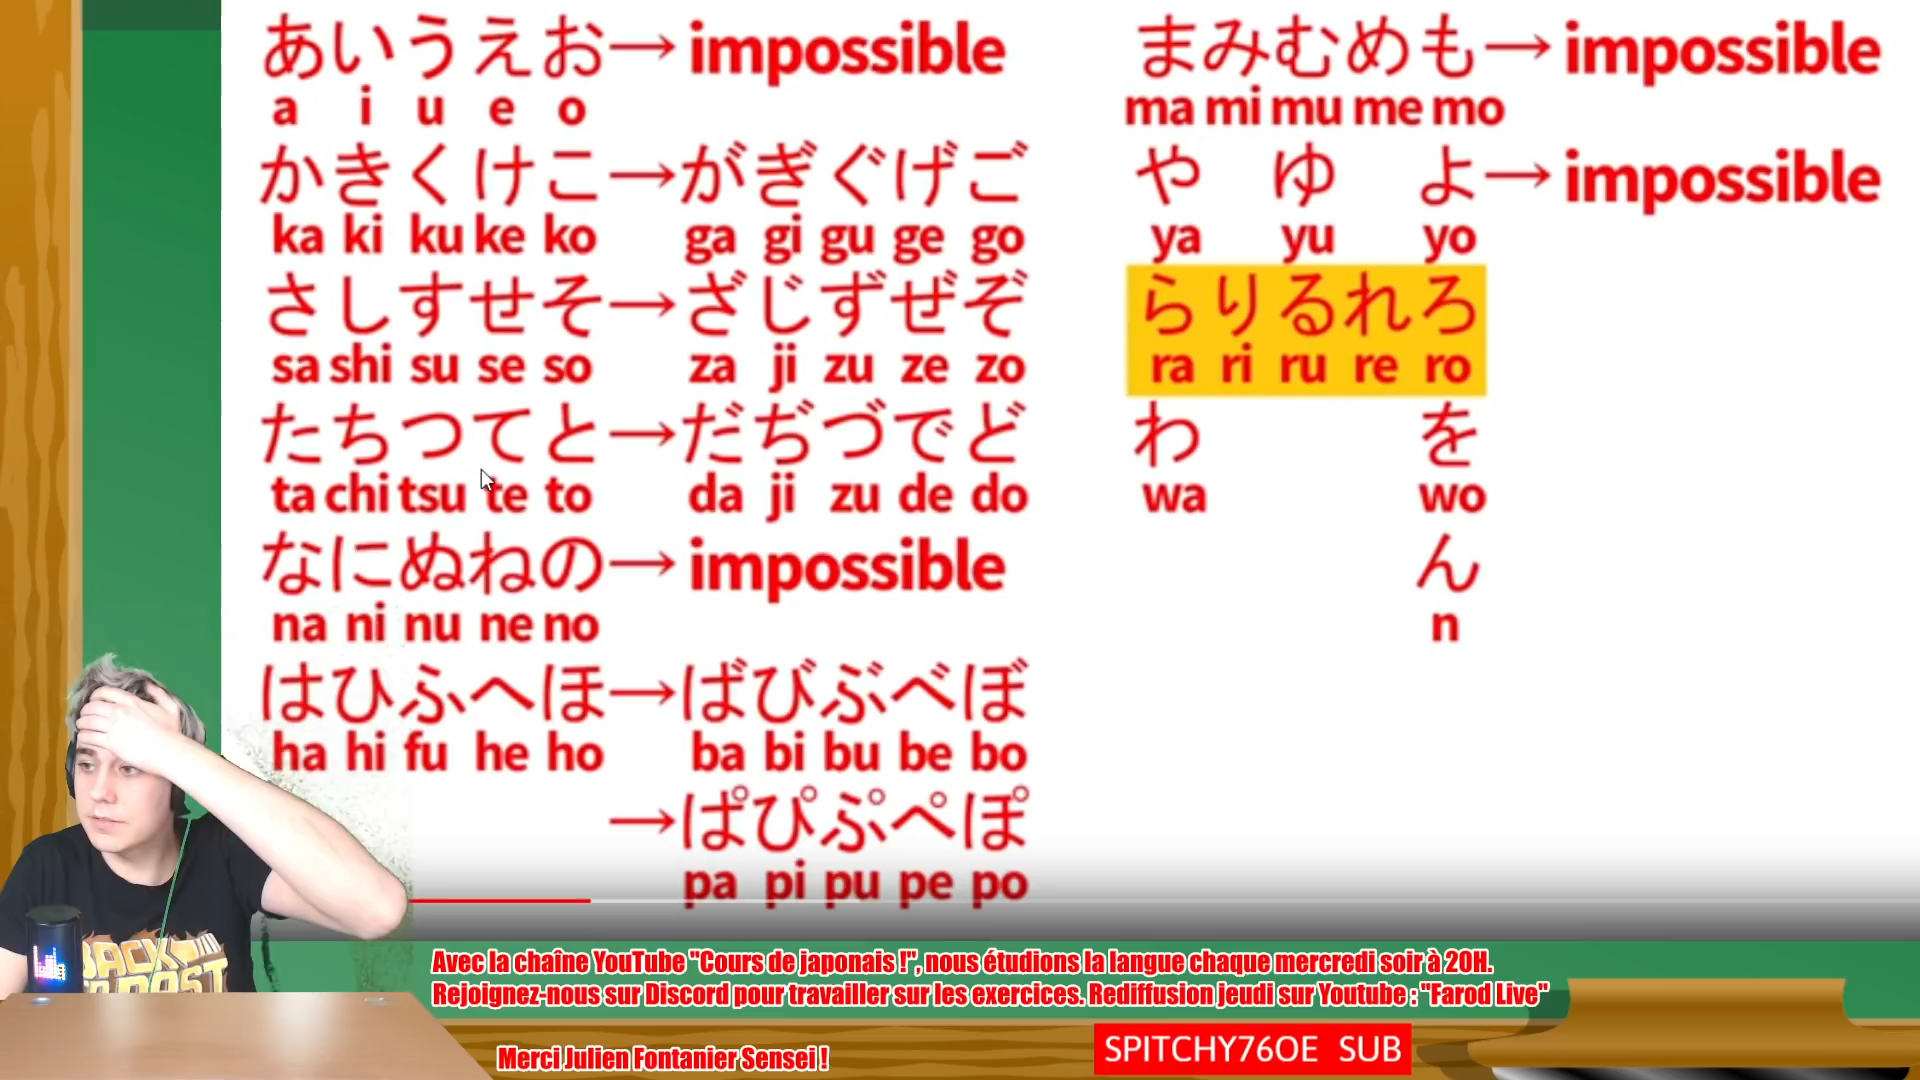 あいうえお→impossible
a i u e o
かきくけこ→がぎぐげご
ka ki ku ke ko ga gi gu ge go
さしすせそ→ざじずぜぞ
sa shi su se so za ji zu ze zo
たちつてと→だぢづでど
ta chi tsu te to da ji zu de do
なにぬねの→impossible
na ni nu ne no
はひふへほ→ばびぶべぼ
ha hi fu he ho ba bi bu be bo
→ぱぴぷぺぽ
pa pi pu pe po
まみむめも→impossible
ma mi mu me mo
や ゆ よ→impossible
ya yu yo
らりるれろ
ra ri ru re ro
わ を
wa wo
ん
n
BACK
Avec la chaîne YouTube "Cours de japonais !", nous étudions la langue chaque mercredi soir à 20H.
Rejoignez-nous sur Discord pour travailler sur les exercices. Rediffusion jeudi sur Youtube : "Farod Live"
Merci Julien Fontanier Sensei !
SPITCHY76OE SUB